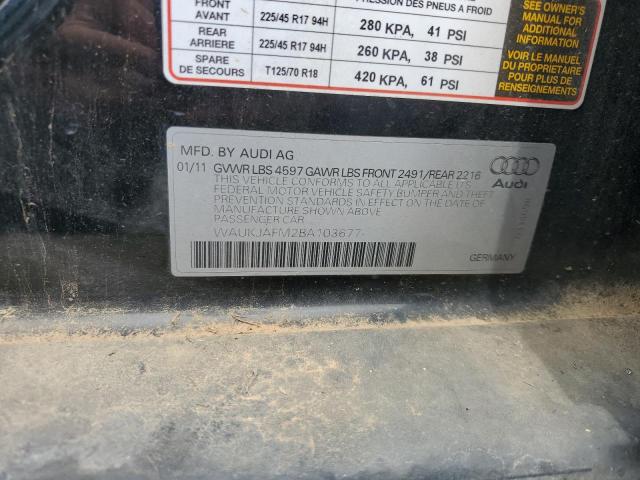 PRESSION DES PNEUS A FROID
FRONT
AVANT 225/45 R17 94H 280 KPA, 41 PSI
REAR
ARRIERE 225/45 R17 94H 260 KPA, 38 PSI
SPARE
DE SECOURS T125/70 R18 420 KPA, 61 PSI
SEE OWNER'S
MANUAL FOR
ADDITIONAL
INFORMATION
VOIR LE MANUEL
DU PROPRIETAIRE
POUR PLUS DE
RENSEIGNEMENTS
MFD. BY AUDI AG
01/11 GVWR LBS 4597 GAWR LBS FRONT 2491/REAR 2216
THIS VEHICLE CONFORMS TO ALL APPLICABLE U.S.
FEDERAL MOTOR VEHICLE SAFETY, BUMPER AND THEFT
PREVENTION STANDARDS IN EFFECT ON THE DATE OF
MANUFACTURE SHOWN ABOVE
PASSENGER CAR
WAUKJAFM2BA103677
Audi
GERMANY